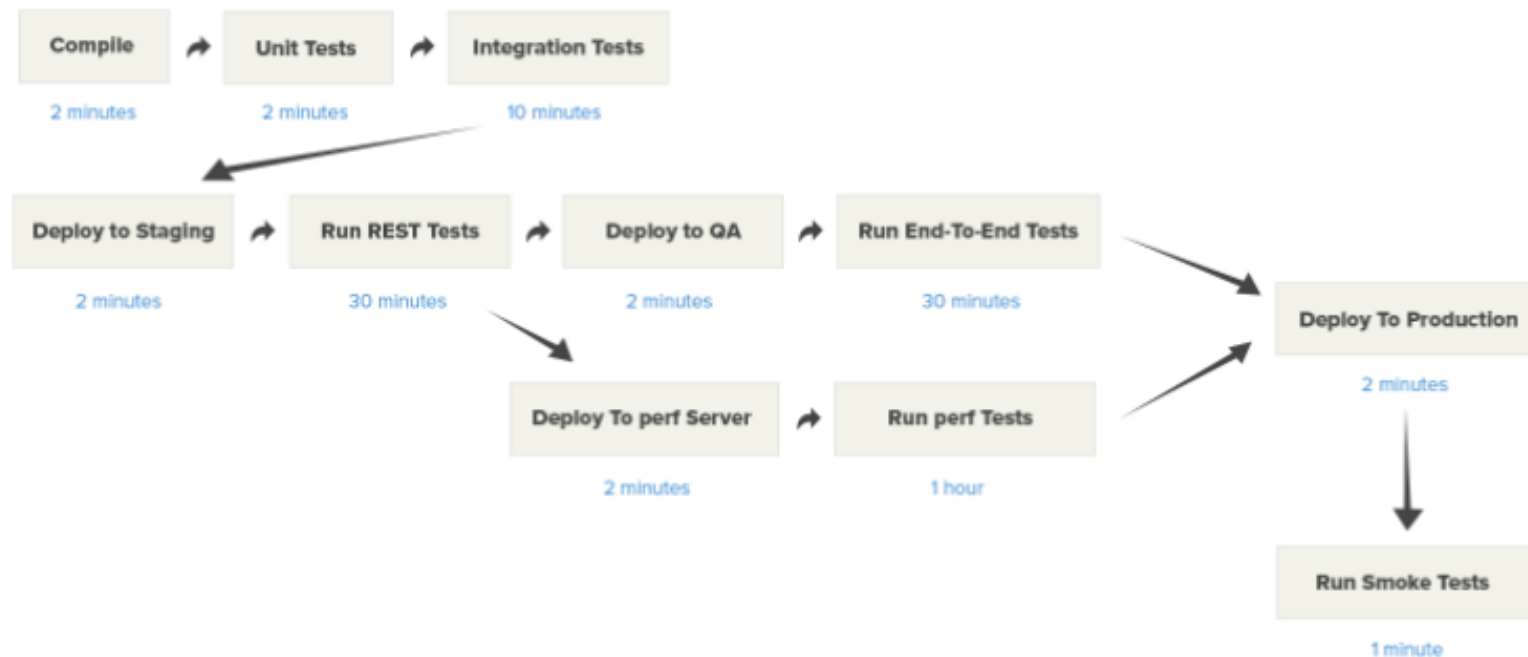 Compile
Unit Tests
Integration Tests
2 minutes
2 minutes
10 minutes
Deploy to Staging
Run REST Tests
Deploy to QA
Run End-To-End Tests
2 minutes
30 minutes
2 minutes
30 minutes
Deploy To Production
2 minutes
Deploy To perf Server
Run perf Tests
2 minutes
1 hour
Run Smoke Tests
1 minute